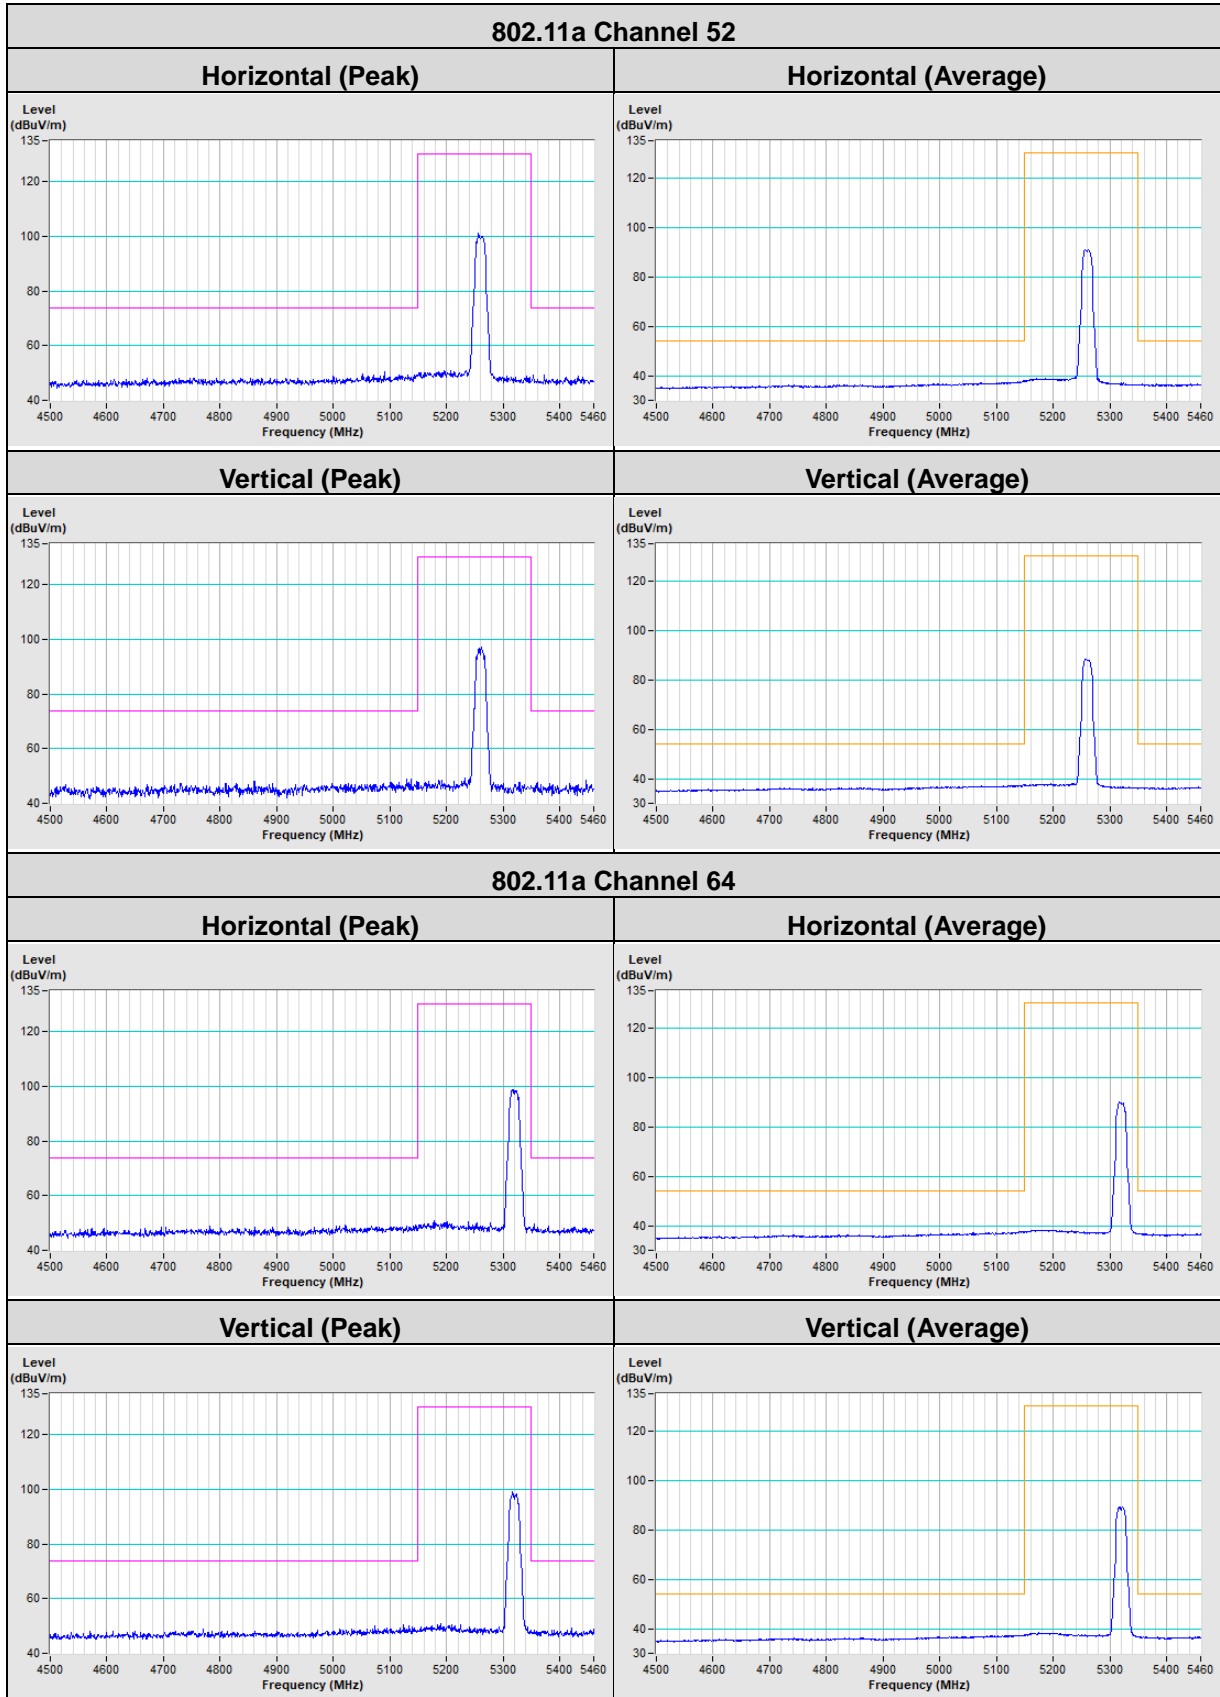 802.11a Channel 52
Horizontal (Peak)
Horizontal (Average)
Level
(dBuV/m)
135
120
100
80
60
40
4500 4600 4700 4800 4900 5000 5100 5200 5300 5400 5460
Frequency (MHz)
Level
(dBuV/m)
135
120
100
80
60
40
30
4500 4600 4700 4800 4900 5000 5100 5200 5300 5400 5460
Frequency (MHz)
Vertical (Peak)
Vertical (Average)
Level
(dBuV/m)
135
120
100
80
60
40
4500 4600 4700 4800 4900 5000 5100 5200 5300 5400 5460
Frequency (MHz)
Level
(dBuV/m)
135
120
100
80
60
40
30
4500 4600 4700 4800 4900 5000 5100 5200 5300 5400 5460
Frequency (MHz)
802.11a Channel 64
Horizontal (Peak)
Horizontal (Average)
Level
(dBuV/m)
135
120
100
80
60
40
4500 4600 4700 4800 4900 5000 5100 5200 5300 5400 5460
Frequency (MHz)
Level
(dBuV/m)
135
120
100
80
60
40
30
4500 4600 4700 4800 4900 5000 5100 5200 5300 5400 5460
Frequency (MHz)
Vertical (Peak)
Vertical (Average)
Level
(dBuV/m)
135
120
100
80
60
40
4500 4600 4700 4800 4900 5000 5100 5200 5300 5400 5460
Frequency (MHz)
Level
(dBuV/m)
135
120
100
80
60
40
30
4500 4600 4700 4800 4900 5000 5100 5200 5300 5400 5460
Frequency (MHz)